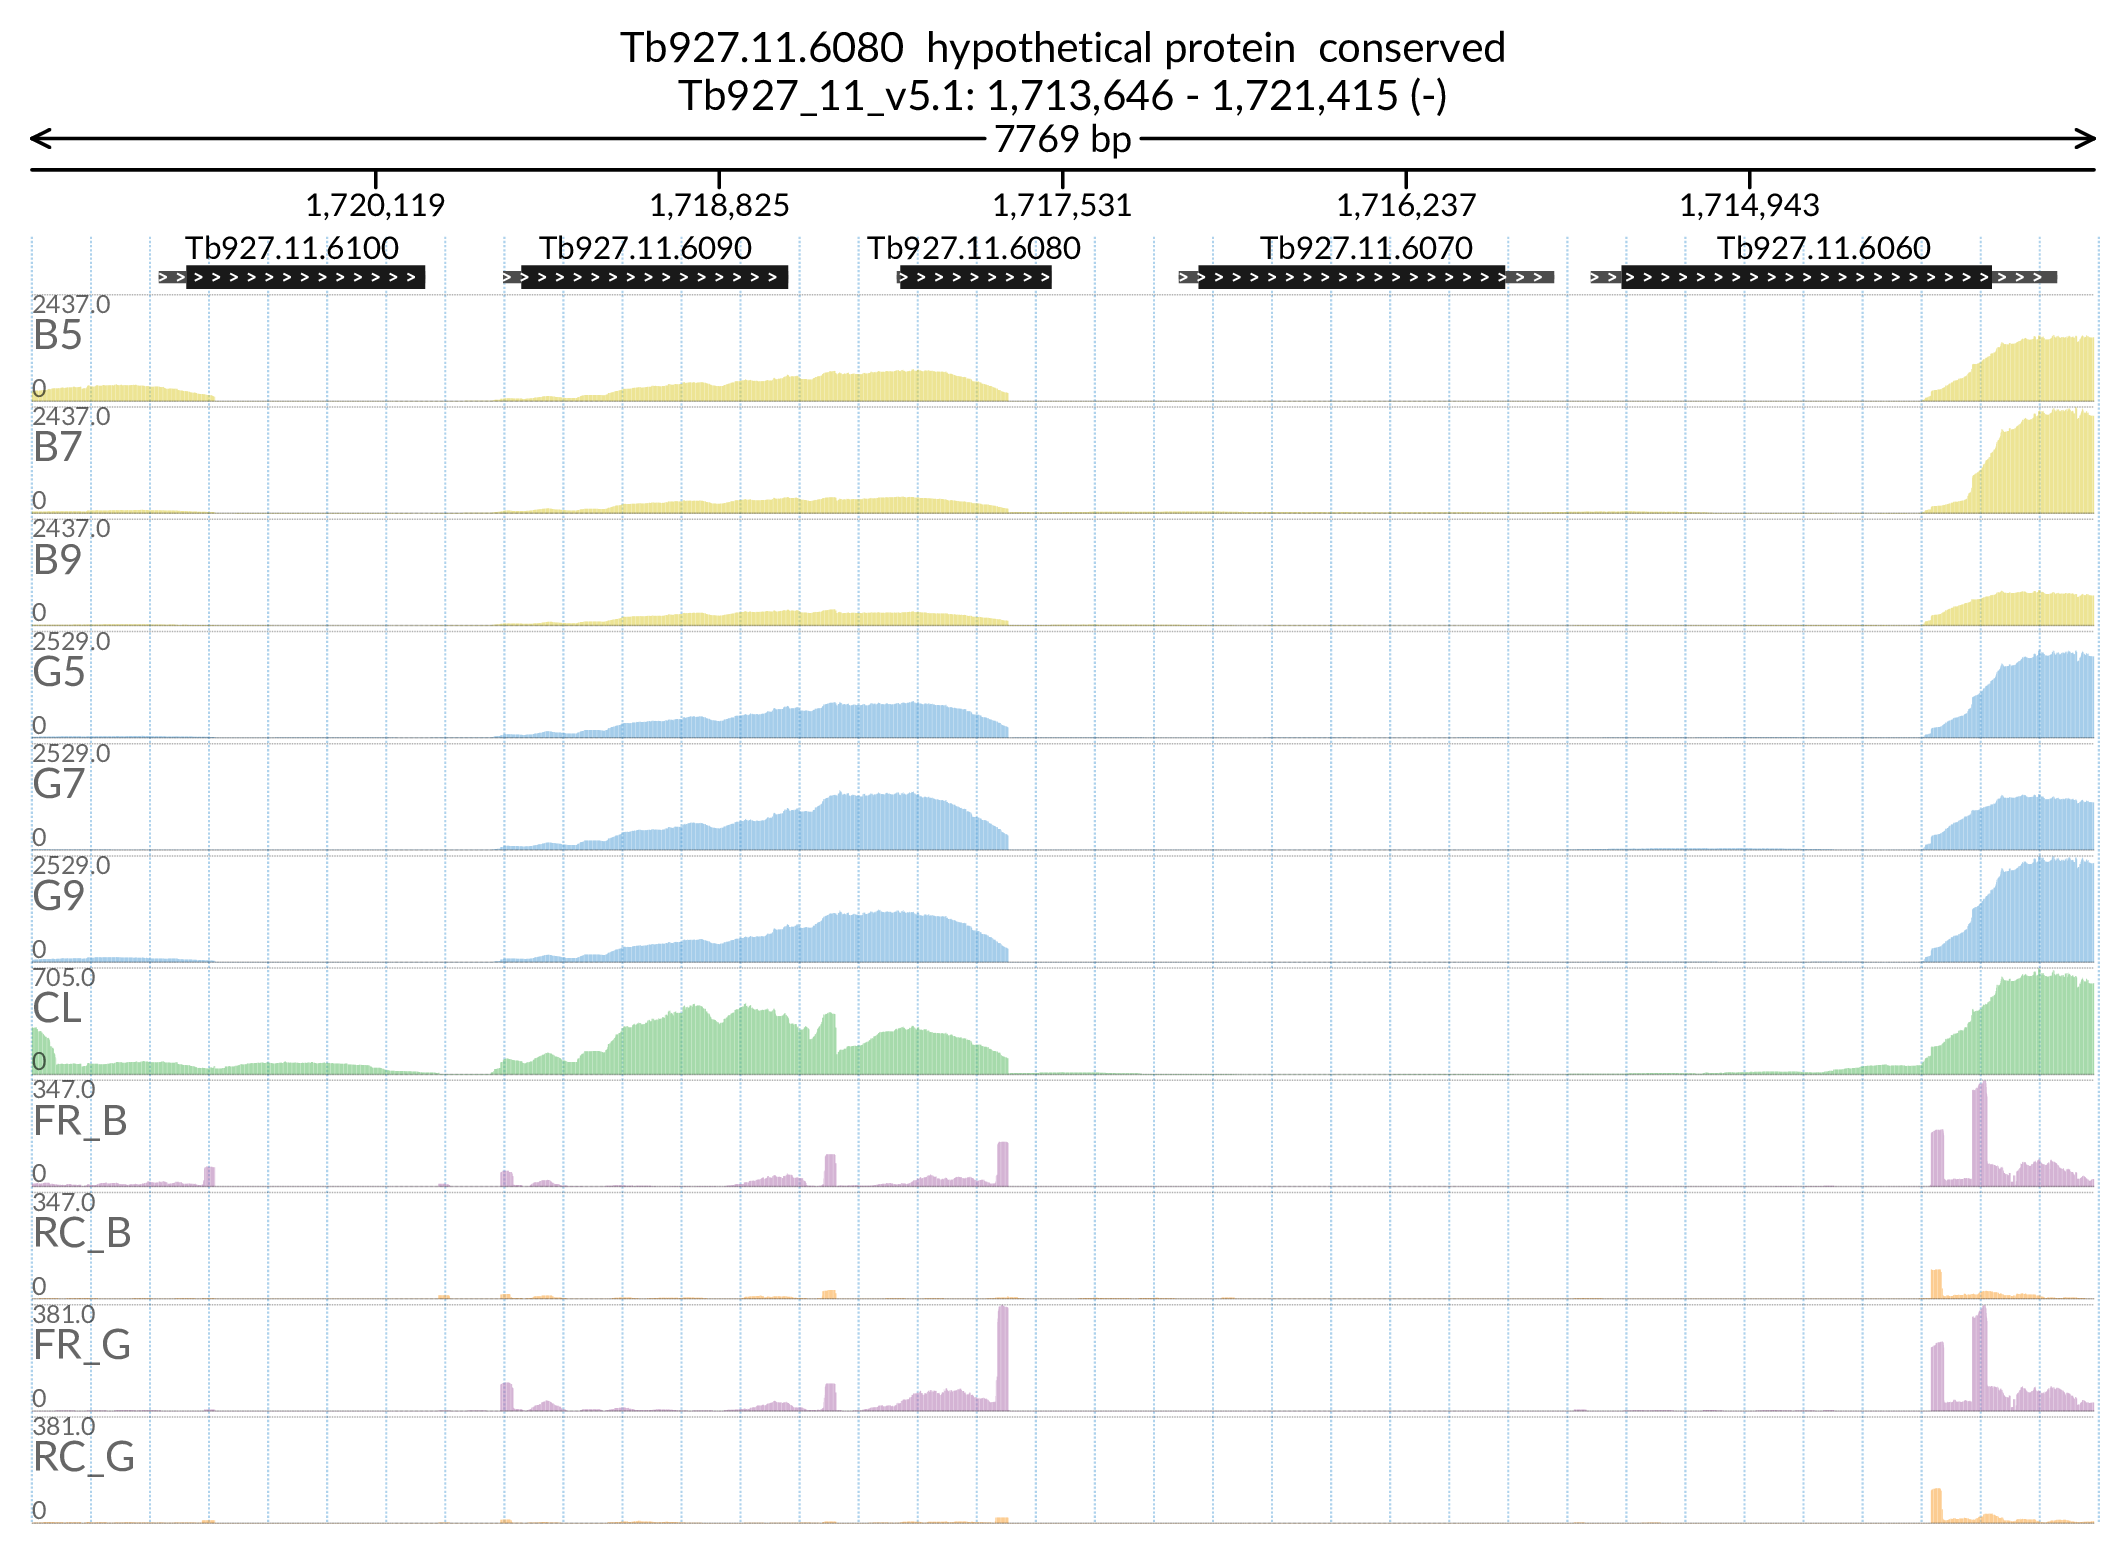 Tb927.11.6080  hypothetical protein  conserved
Tb927_11_v5.1: 1,713,646 - 1,721,415 (-)
7769 bp
1,720,119 1,718,825 1,717,531 1,716,237 1,714,943
Tb927.11.6100 Tb927.11.6090 Tb927.11.6080 Tb927.11.6070 Tb927.11.6060
2437.0
B5
0
2437.0
B7
0
2437.0
B9
0
2529.0
G5
0
2529.0
G7
0
2529.0
G9
0
705.0
CL
0
347.0
FR_B
0
347.0
RC_B
0
381.0
FR_G
0
381.0
RC_G
0